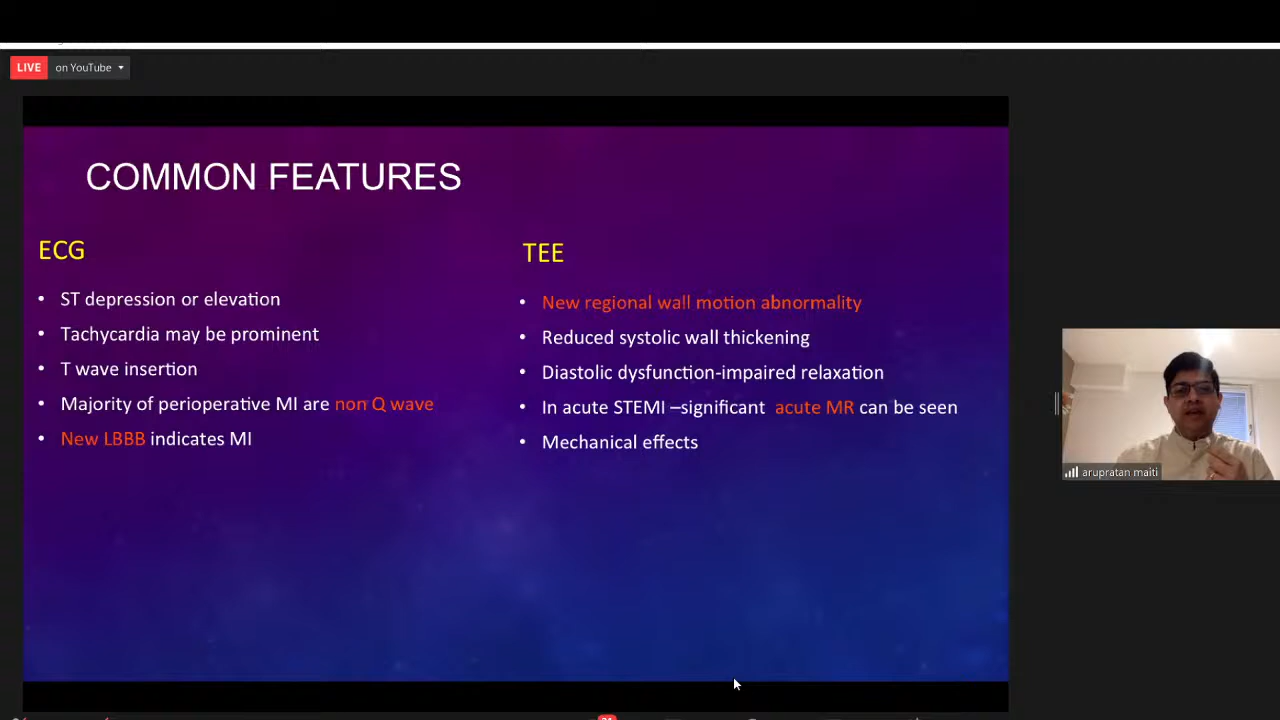 LIVE on YouTube
COMMON FEATURES
ECG
• ST depression or elevation
• Tachycardia may be prominent
• T wave insertion
• Majority of perioperative MI are non Q wave
• New LBBB indicates MI
TEE
• New regional wall motion abnormality
• Reduced systolic wall thickening
• Diastolic dysfunction-impaired relaxation
• In acute STEMI –significant acute MR can be seen
• Mechanical effects
arupratan maiti